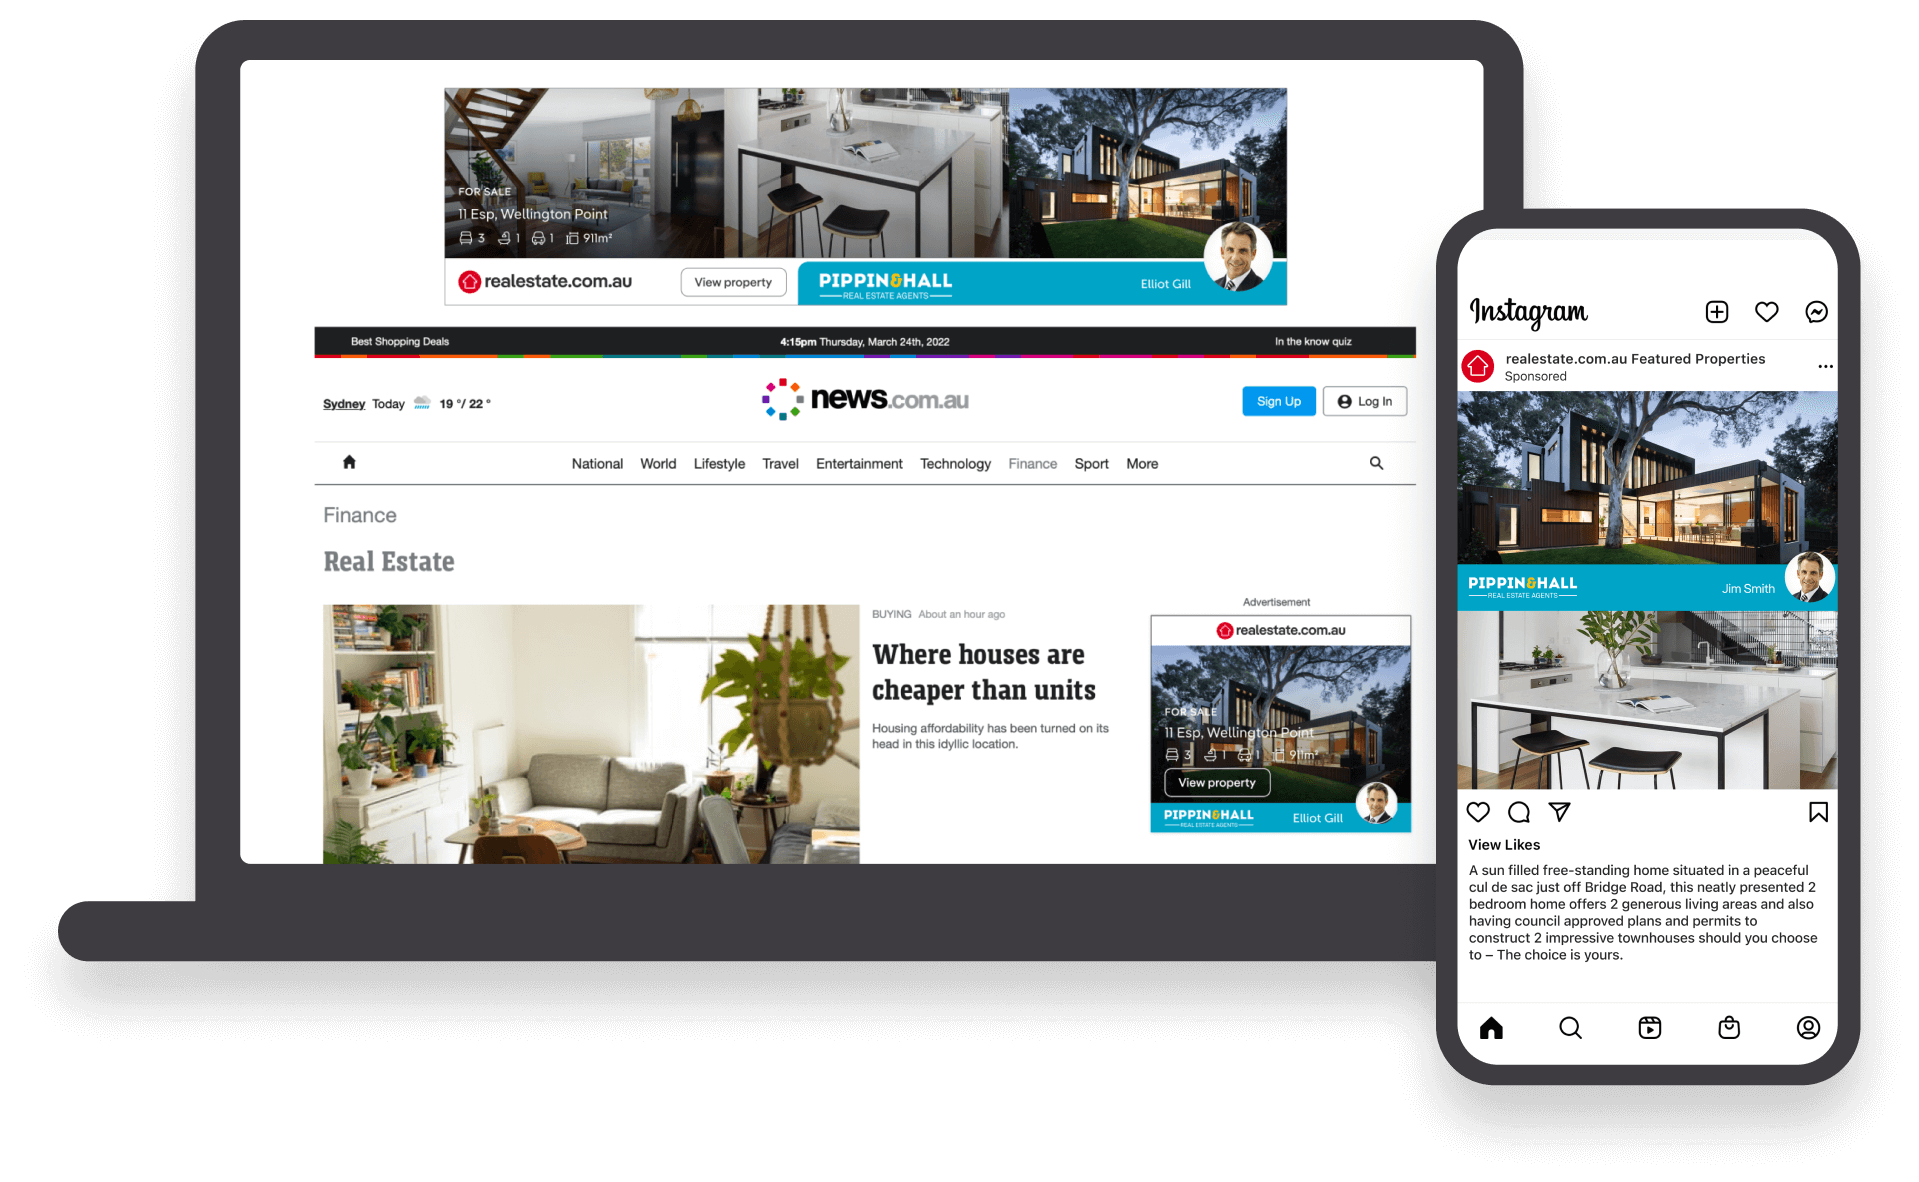 FOR SALE
11 Esp, Wellington Point
3 1 1 911m²
realestate.com.au
View property
PIPPIN&HALL
REAL ESTATE AGENTS
Elliot Gill
Best Shopping Deals
4:15pm Thursday, March 24th, 2022
In the know quiz
Sydney Today 19 °/ 22 °
news.com.au
Sign Up
Log In
National World Lifestyle Travel Entertainment Technology Finance Sport More
Finance
Real Estate
BUYING About an hour ago
Where houses are
cheaper than units
Housing affordability has been turned on its
head in this idyllic location.
Advertisement
realestate.com.au
FOR SALE
11 Esp, Wellington Point
3 1 1 911m²
View property
PIPPIN&HALL
REAL ESTATE AGENTS
Elliot Gill
Instagram
realestate.com.au Featured Properties
Sponsored
PIPPIN&HALL
REAL ESTATE AGENTS
Jim Smith
View Likes
A sun filled free-standing home situated in a peaceful
cul de sac just off Bridge Road, this neatly presented 2
bedroom home offers 2 generous living areas and also
having council approved plans and permits to
construct 2 impressive townhouses should you choose
to – The choice is yours.